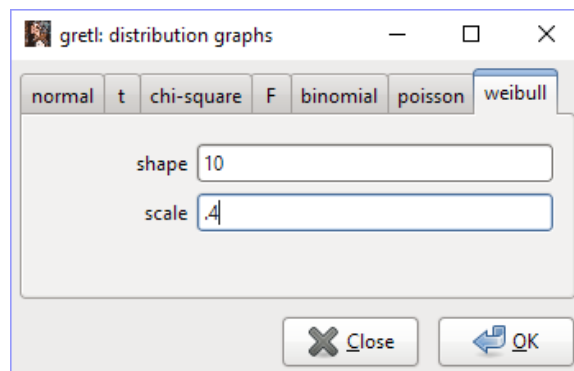 gretl: distribution graphs
normal t chi-square F binomial poisson weibull
shape 10
scale .4
Close OK